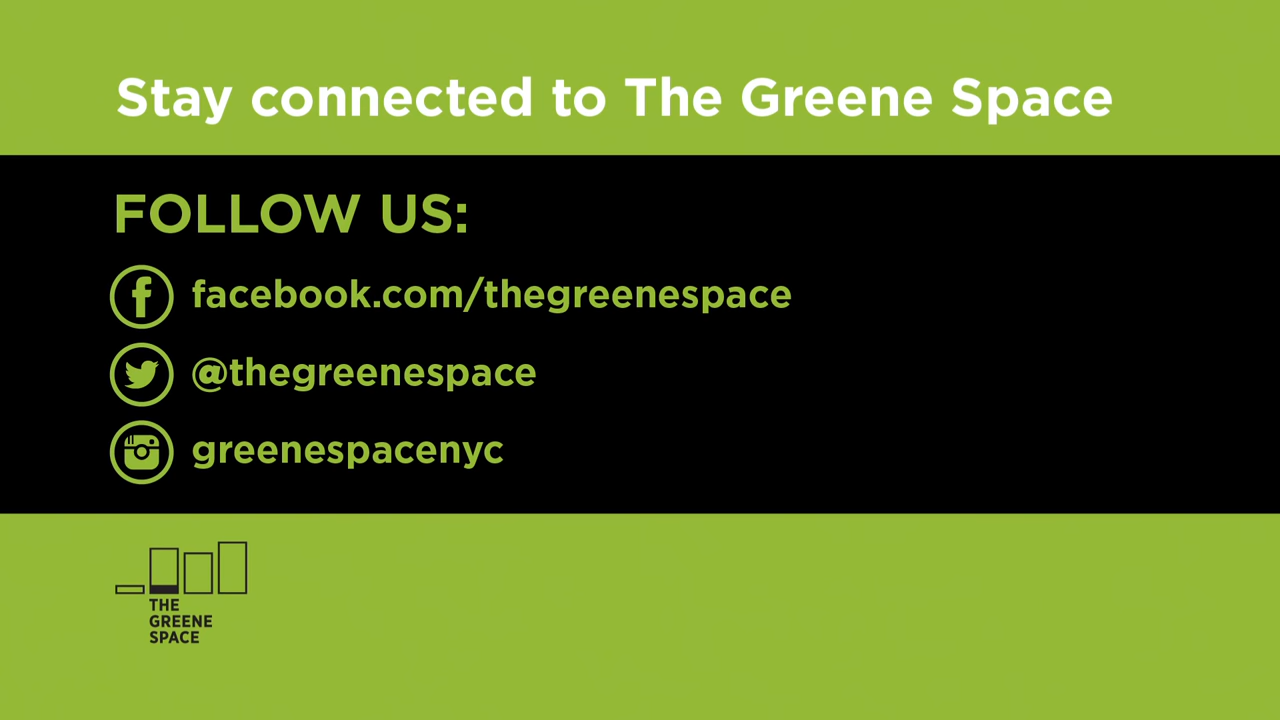 Stay connected to The Greene Space
FOLLOW US:
facebook.com/thegreenespace
@thegreenespace
greenespacenyc
THE
GREENE
SPACE